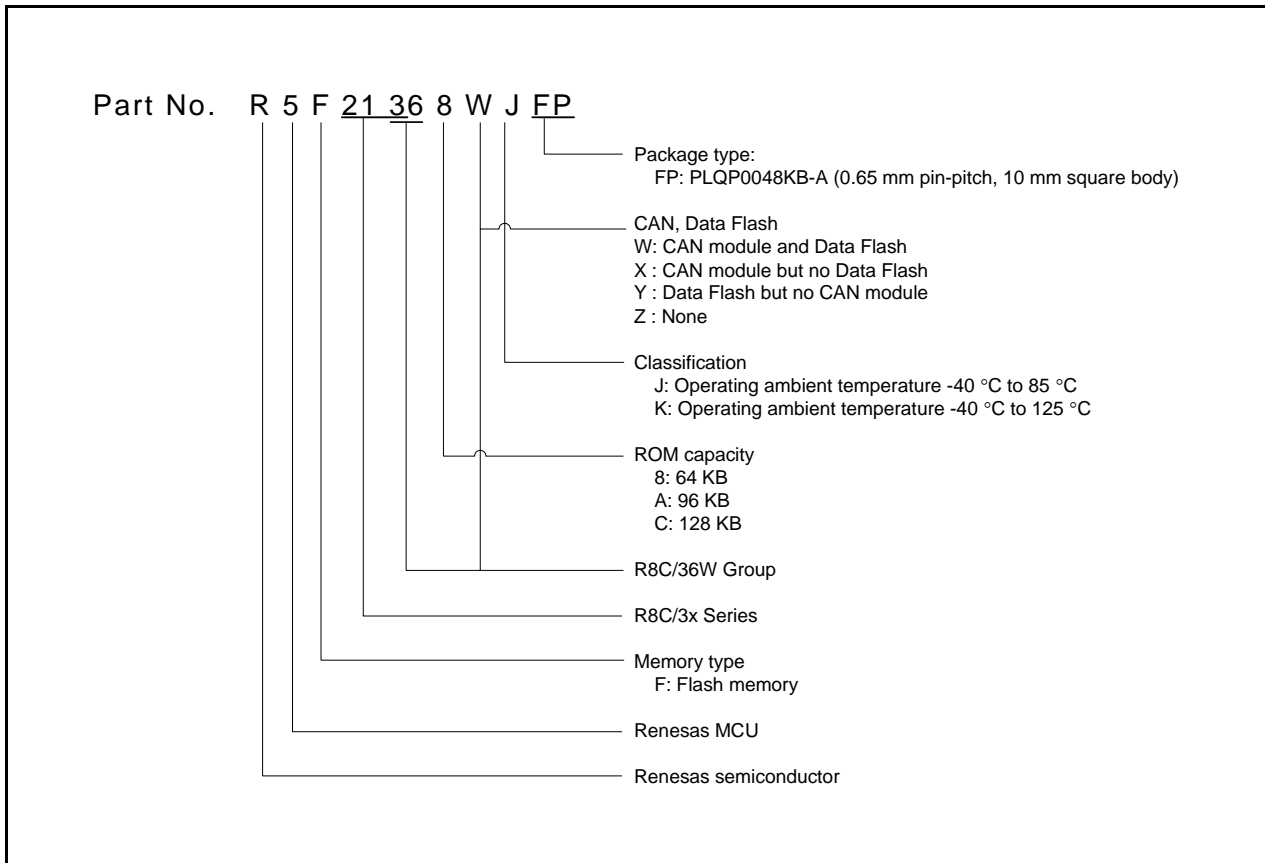 Part No. R 5 F 21 36 8 W J FP
Package type:
FP: PLQP0048KB-A (0.65 mm pin-pitch, 10 mm square body)
CAN, Data Flash
W: CAN module and Data Flash
X : CAN module but no Data Flash
Y : Data Flash but no CAN module
Z : None
Classification
J: Operating ambient temperature -40 °C to 85 °C
K: Operating ambient temperature -40 °C to 125 °C
ROM capacity
8: 64 KB
A: 96 KB
C: 128 KB
R8C/36W Group
R8C/3x Series
Memory type
F: Flash memory
Renesas MCU
Renesas semiconductor